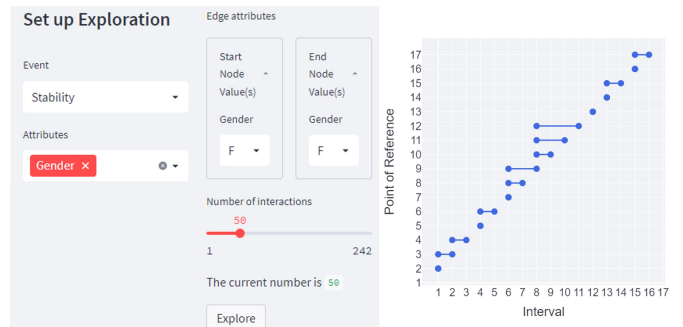 Set up Exploration
Event
Stability
Attributes
Gender ×
Edge attributes
Start
Node
Value(s)
Gender
F
End
Node
Value(s)
Gender
F
Number of interactions
50
1
242
The current number is 50
Explore
Point of Reference
17
16
15
14
13
12
11
10
9
8
7
6
5
4
3
2
1
1 2 3 4 5 6 7 8 9 10 11 12 13 14 15 16 17
Interval